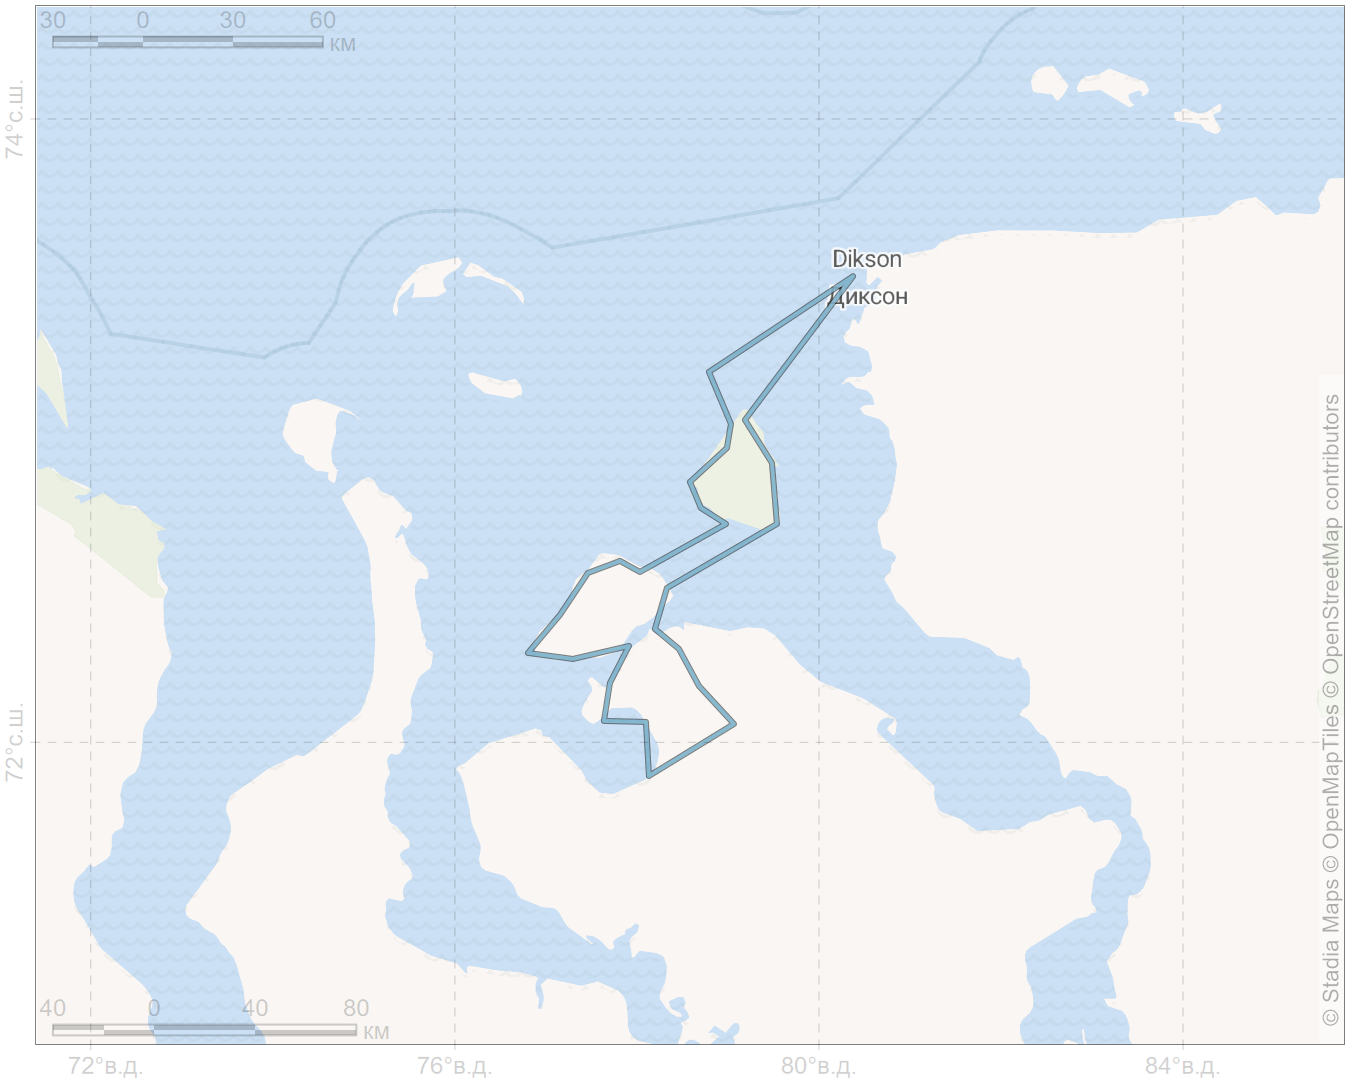 30 0 30 60
км
74°с.ш.
Dikson
Диксон
72°с.ш.
40 0 40 80
км
72°в.д. 76°в.д. 80°в.д. 84°в.д.
© Stadia Maps © OpenMapTiles © OpenStreetMap contributors